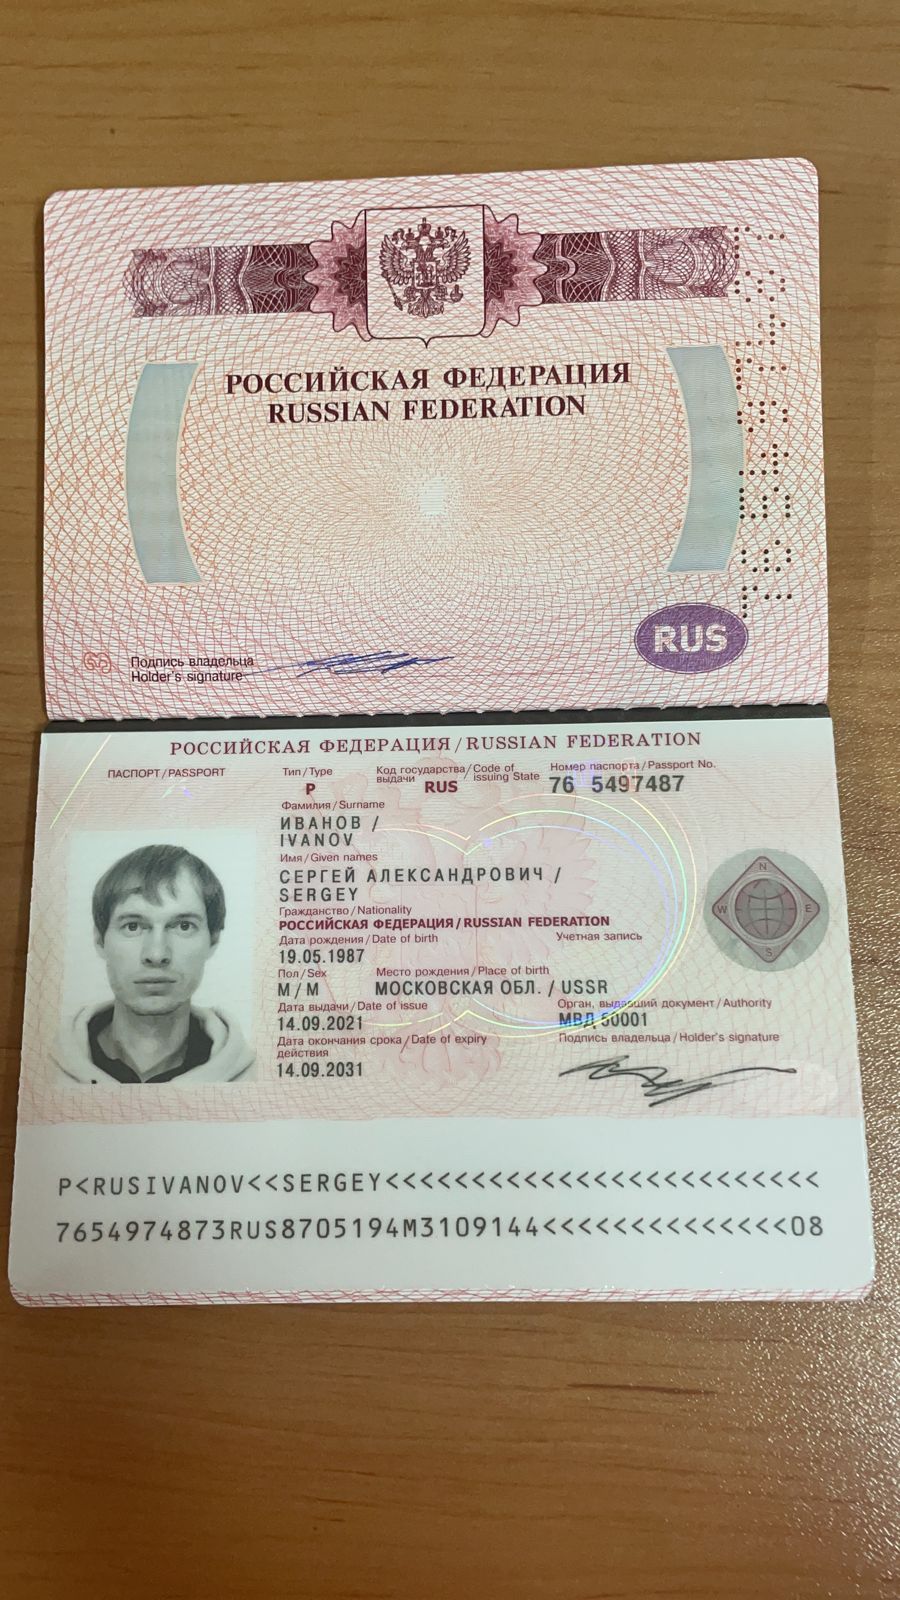 РОССИЙСКАЯ ФЕДЕРАЦИЯ
RUSSIAN FEDERATION
RUS
Подпись владельца
Holder's signature
РОССИЙСКАЯ ФЕДЕРАЦИЯ / RUSSIAN FEDERATION
ПАСПОРТ / PASSPORT
Тип / Type
P
Код государства / Code of
выдачи issuing State
RUS
Номер паспорта / Passport No.
76 5497487
Фамилия / Surname
ИВАНОВ /
IVANOV
Имя / Given names
СЕРГЕЙ АЛЕКСАНДРОВИЧ /
SERGEY
Гражданство / Nationality
РОССИЙСКАЯ ФЕДЕРАЦИЯ / RUSSIAN FEDERATION
Дата рождения / Date of birth
Учетная запись
19.05.1987
Пол / Sex
Место рождения / Place of birth
М / M
МОСКОВСКАЯ ОБЛ. / USSR
Дата выдачи / Date of issue
Орган, выдавший документ / Authority
14.09.2021
МВД 50001
Дата окончания срока / Date of expiry
действия
Подпись владельца / Holder's signature
14.09.2031
N
W
E
S
P<RUSIVANOV<<SERGEY<<<<<<<<<<<<<<<<<<<<<<<<<
7654974873RUS8705194M3109144<<<<<<<<<<<<<<08